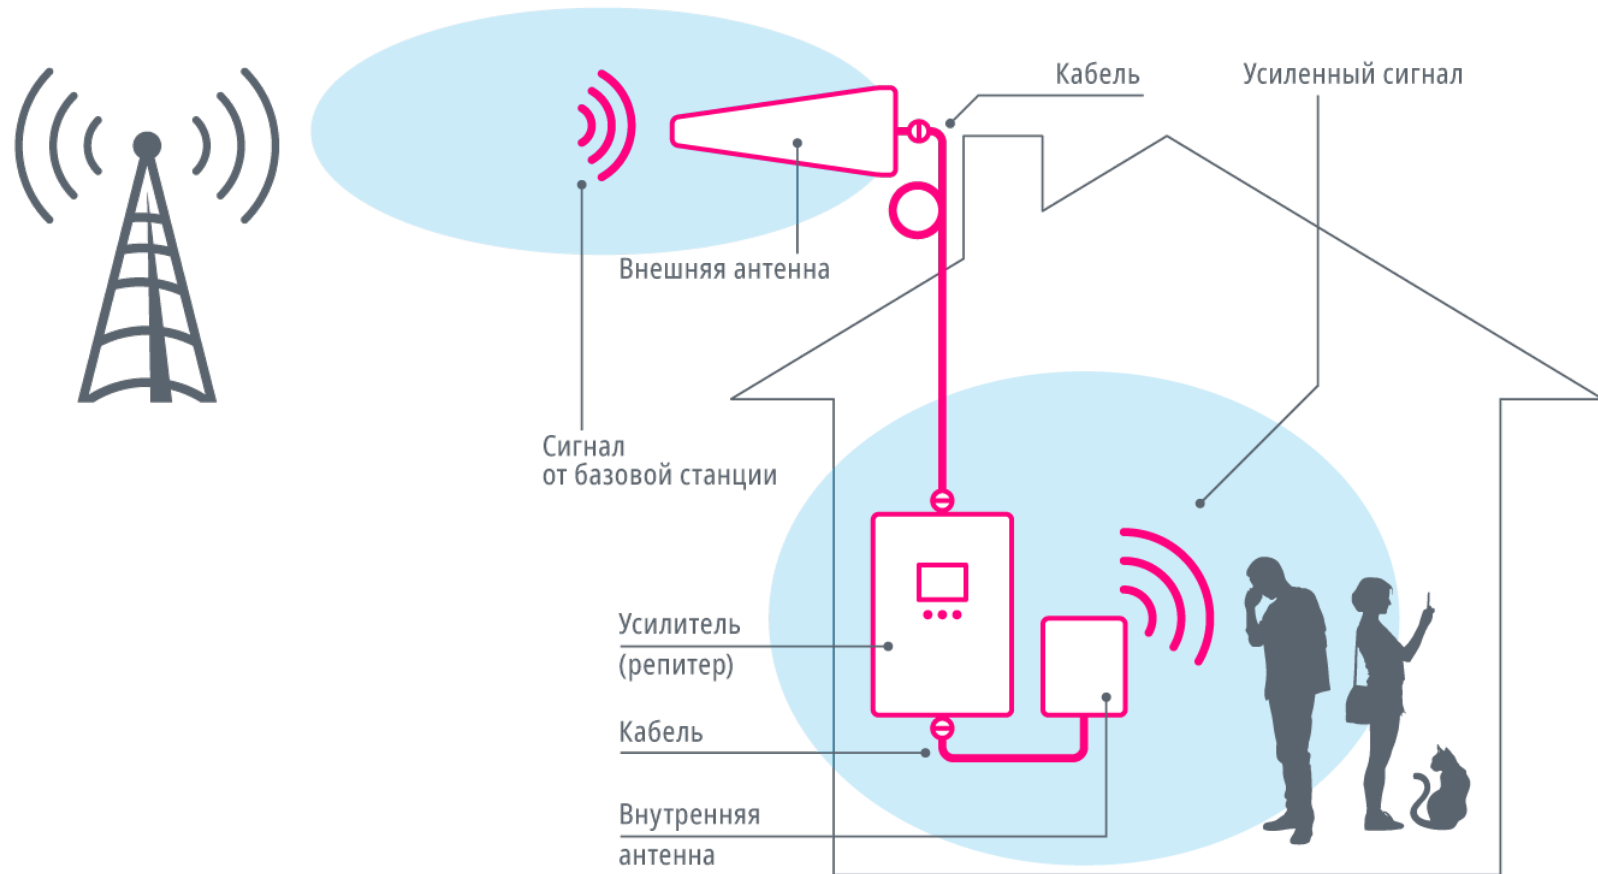 Кабель
Усиленный сигнал
Внешняя антенна
Сигнал
от базовой станции
Усилитель
(репитер)
Кабель
Внутренняя
антенна